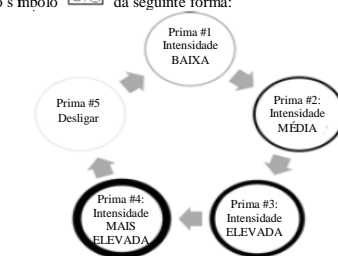 símbolo da seguinte forma:
Prima #1
Intensidade
BAIXA
Prima #2:
Intensidade
MÉDIA
Prima #3:
Intensidade
ELEVADA
Prima #4:
Intensidade
MAIS
ELEVADA
Prima #5
Desligar